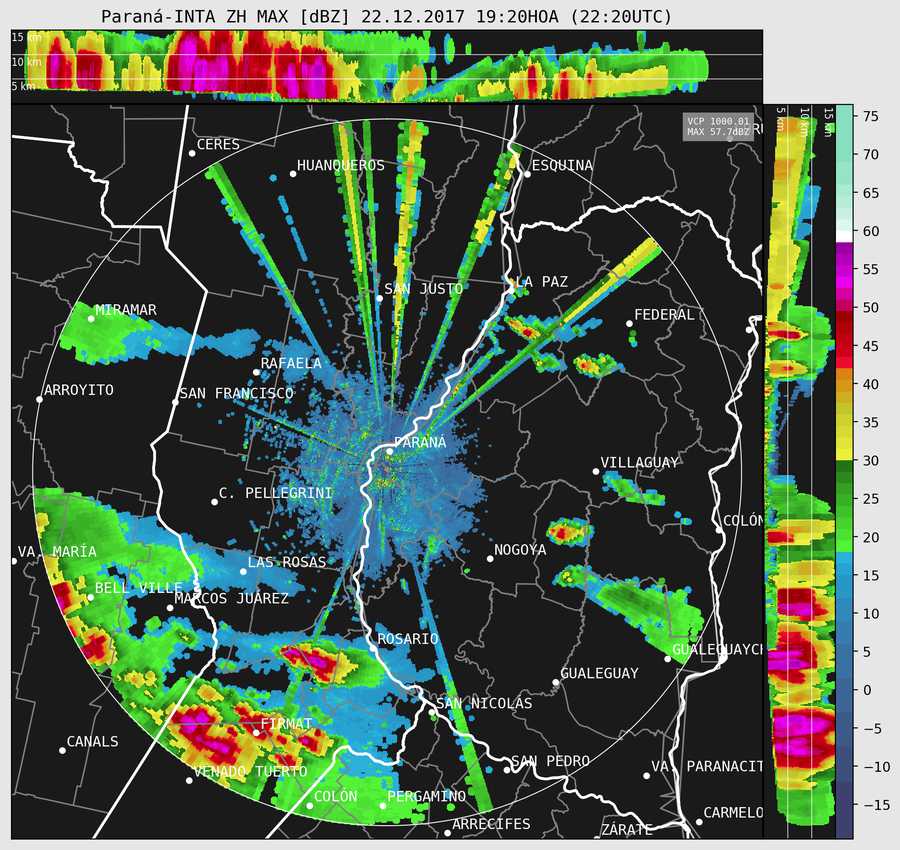 Paraná-INTA ZH MAX [dBZ] 22.12.2017 19:20HOA (22:20UTC)
15 km
10 km
5 km
VCP 1000.01
MAX 57.7dBZ
5 km
10 km
15 km
CERES
HUANQUEROS
ESQUINA
SAN JUSTO
LA PAZ
MIRAMAR
FEDERAL
RAFAELA
ARROYITO
SAN FRANCISCO
PARANÁ
VILLAGUAY
C. PELLEGRINI
COLÓN
VA. MARÍA
NOGOYA
LAS ROSAS
BELL VILLE
MARCOS JUÁREZ
ROSARIO
GUALEGUAYCH
GUALEGUAY
SAN NICOLAS
FIRMAT
CANALS
SAN PEDRO
VENADO TUERTO
VA. PARANACIT
COLÓN
PERGAMINO
CARMELO
ARRECIFES
ZÁRATE
75
70
65
60
55
50
45
40
35
30
25
20
15
10
5
0
−5
−10
−15